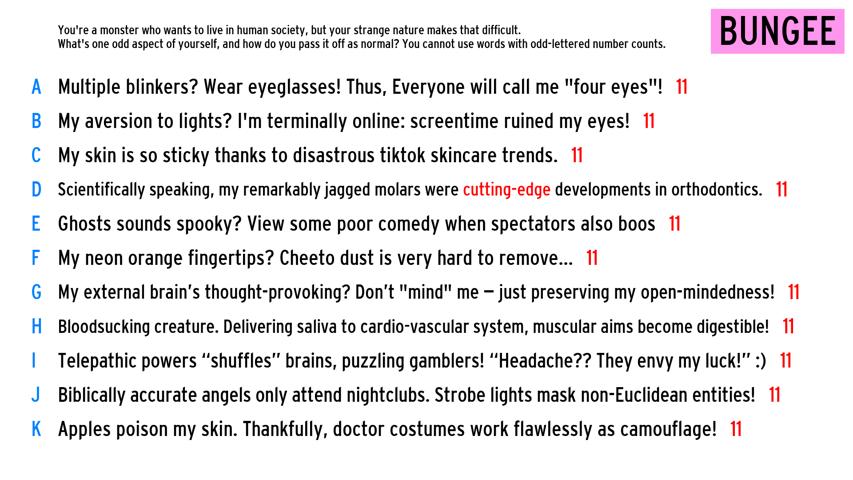 You're a monster who wants to live in human society, but your strange nature makes that difficult.
What's one odd aspect of yourself, and how do you pass it off as normal? You cannot use words with odd-lettered number counts.
BUNGEE
A Multiple blinkers? Wear eyeglasses! Thus, Everyone will call me "four eyes"! 11
B My aversion to lights? I'm terminally online: screentime ruined my eyes! 11
C My skin is so sticky thanks to disastrous tiktok skincare trends. 11
D Scientifically speaking, my remarkably jagged molars were cutting-edge developments in orthodontics. 11
E Ghosts sounds spooky? View some poor comedy when spectators also boos 11
F My neon orange fingertips? Cheeto dust is very hard to remove... 11
G My external brain's thought-provoking? Don't "mind" me – just preserving my open-mindedness! 11
H Bloodsucking creature. Delivering saliva to cardio-vascular system, muscular aims become digestible! 11
I Telepathic powers “shuffles” brains, puzzling gamblers! “Headache?? They envy my luck!” :) 11
J Biblically accurate angels only attend nightclubs. Strobe lights mask non-Euclidean entities! 11
K Apples poison my skin. Thankfully, doctor costumes work flawlessly as camouflage! 11